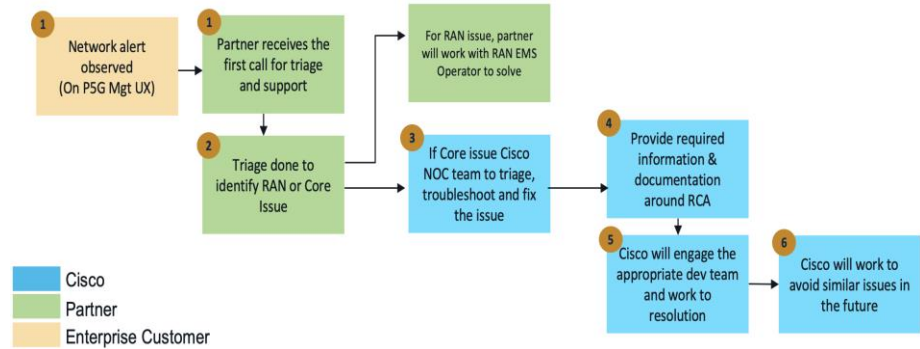 1
Network alert
observed
(On P5G Mgt UX)
1
Partner receives the
first call for triage
and support
For RAN issue, partner
will work with RAN EMS
Operator to solve
2
Triage done to
identify RAN or Core
Issue
3
If Core issue Cisco
NOC team to triage,
troubleshoot and fix
the issue
4
Provide required
information &
documentation
around RCA
5
Cisco will engage the
appropriate dev team
and work to
resolution
6
Cisco will work to
avoid similar issues in
the future
Cisco
Partner
Enterprise Customer